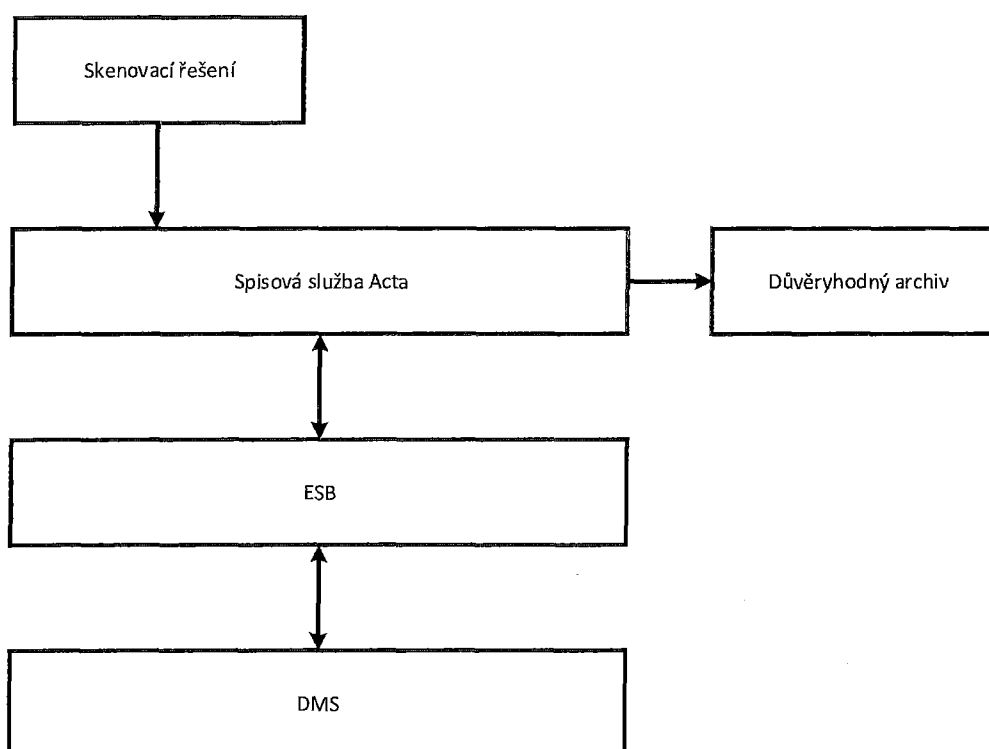 Skenovací řešení
Spisová služba Acta
Důvěryhodný archiv
ESB
DMS